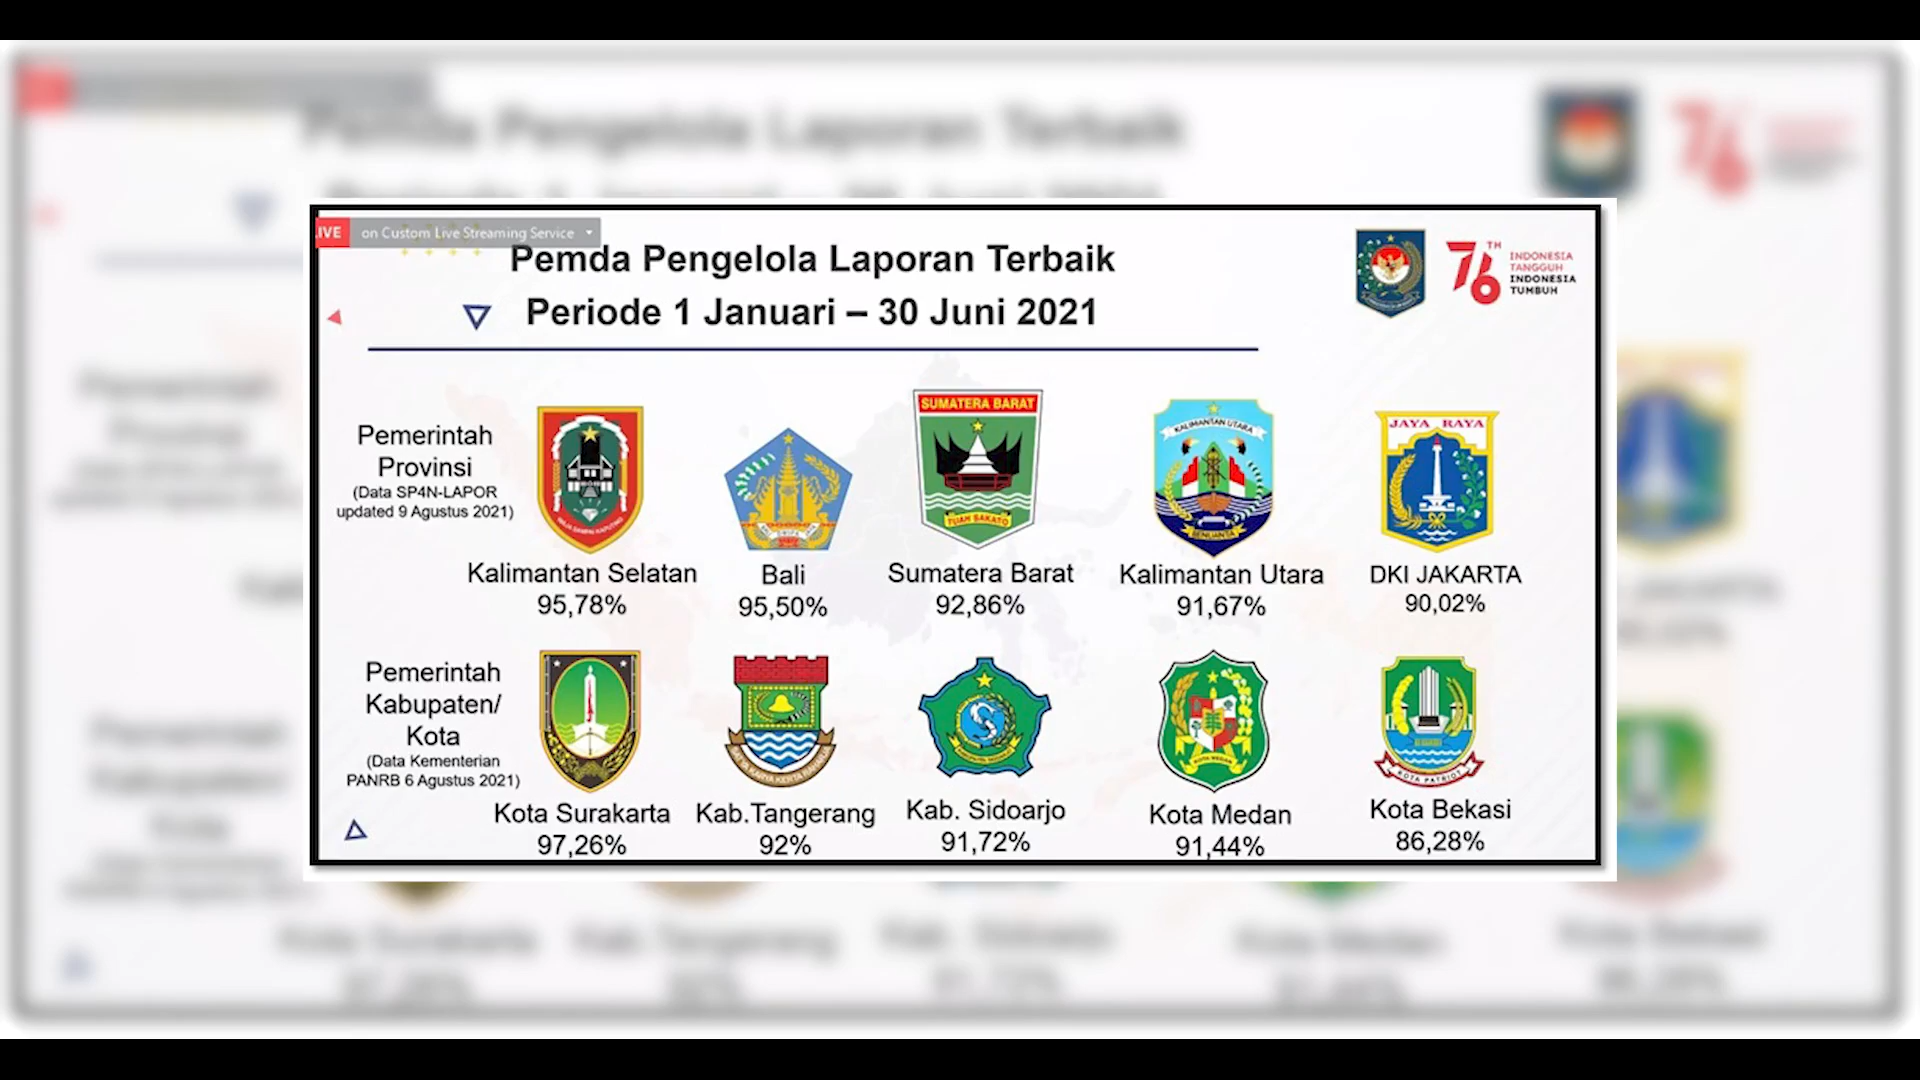 LIVE on Custom Live Streaming Service
Pemda Pengelola Laporan Terbaik
Periode 1 Januari – 30 Juni 2021
76 TH
INDONESIA
TANGGUH
INDONESIA
TUMBUH
Pemerintah
Provinsi
(Data SP4N-LAPOR
updated 9 Agustus 2021)
SUMATERA BARAT
TUAH SAKATO
KALIMANTAN UTARA
BENUANTA
JAYA RAYA
Kalimantan Selatan
95,78%
Bali
95,50%
Sumatera Barat
92,86%
Kalimantan Utara
91,67%
DKI JAKARTA
90,02%
Pemerintah
Kabupaten/
Kota
(Data Kementerian
PANRB 6 Agustus 2021)
KOTA MEDAN
KOTA PATRIOT
Kota Surakarta
97,26%
Kab.Tangerang
92%
Kab. Sidoarjo
91,72%
Kota Medan
91,44%
Kota Bekasi
86,28%